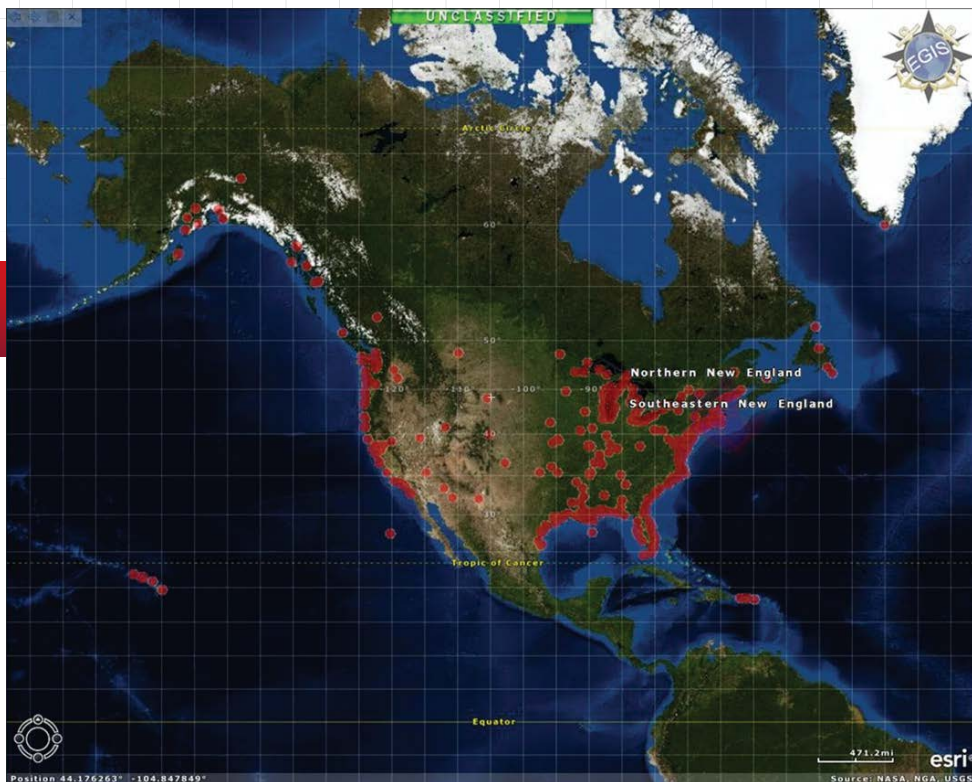 UNCLASSIFIED
EGIS
Arctic Circle
60
50
Northern New England
-120°
-110°
-100°
-90°
Southeastern New England
40
30
Tropic of Cancer
Equator
471.2mi
esri
Position 44.176263° -104.847849°
Source: NASA, NGA, USGS